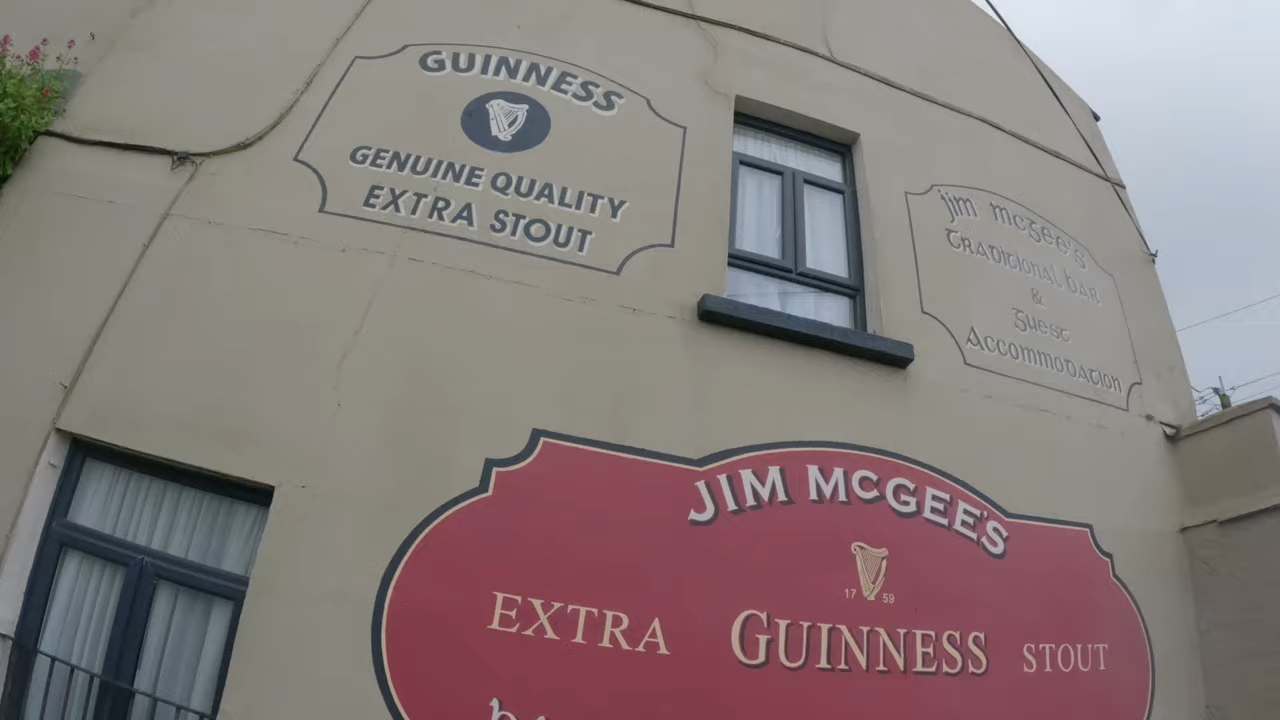 GUINNESS
GENUINE QUALITY
EXTRA STOUT
jim mcgee's
TRADITIONAL BAR
&
guest
Accommodation
JIM McGEE'S
17 59
EXTRA GUINNESS STOUT